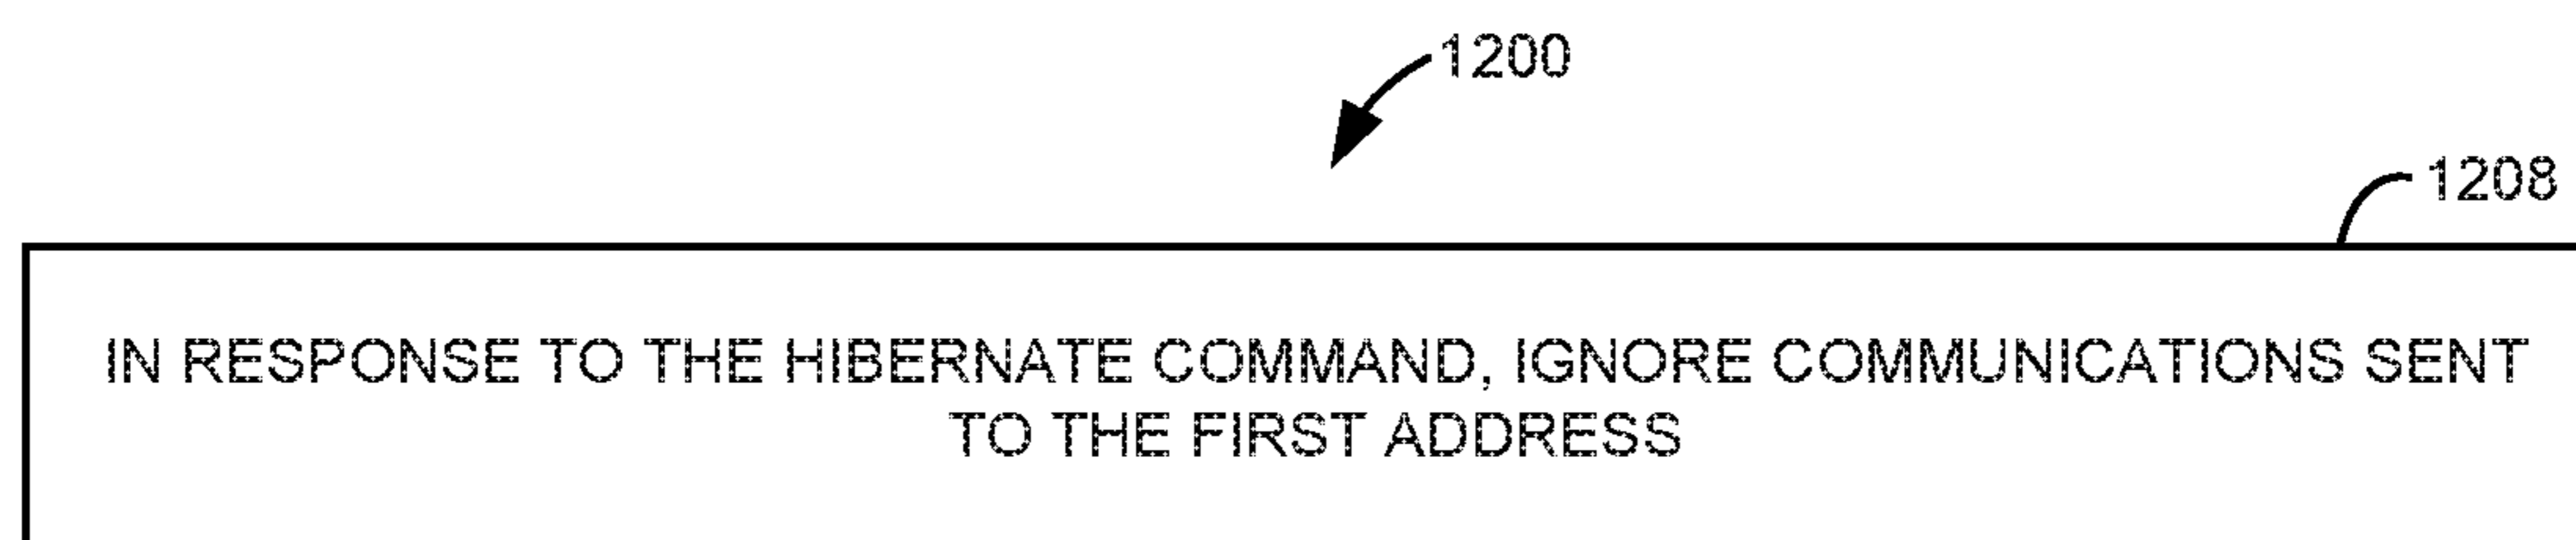 1200
1208
IN RESPONSE TO THE HIBERNATE COMMAND, IGNORE COMMUNICATIONS SENT
TO THE FIRST ADDRESS